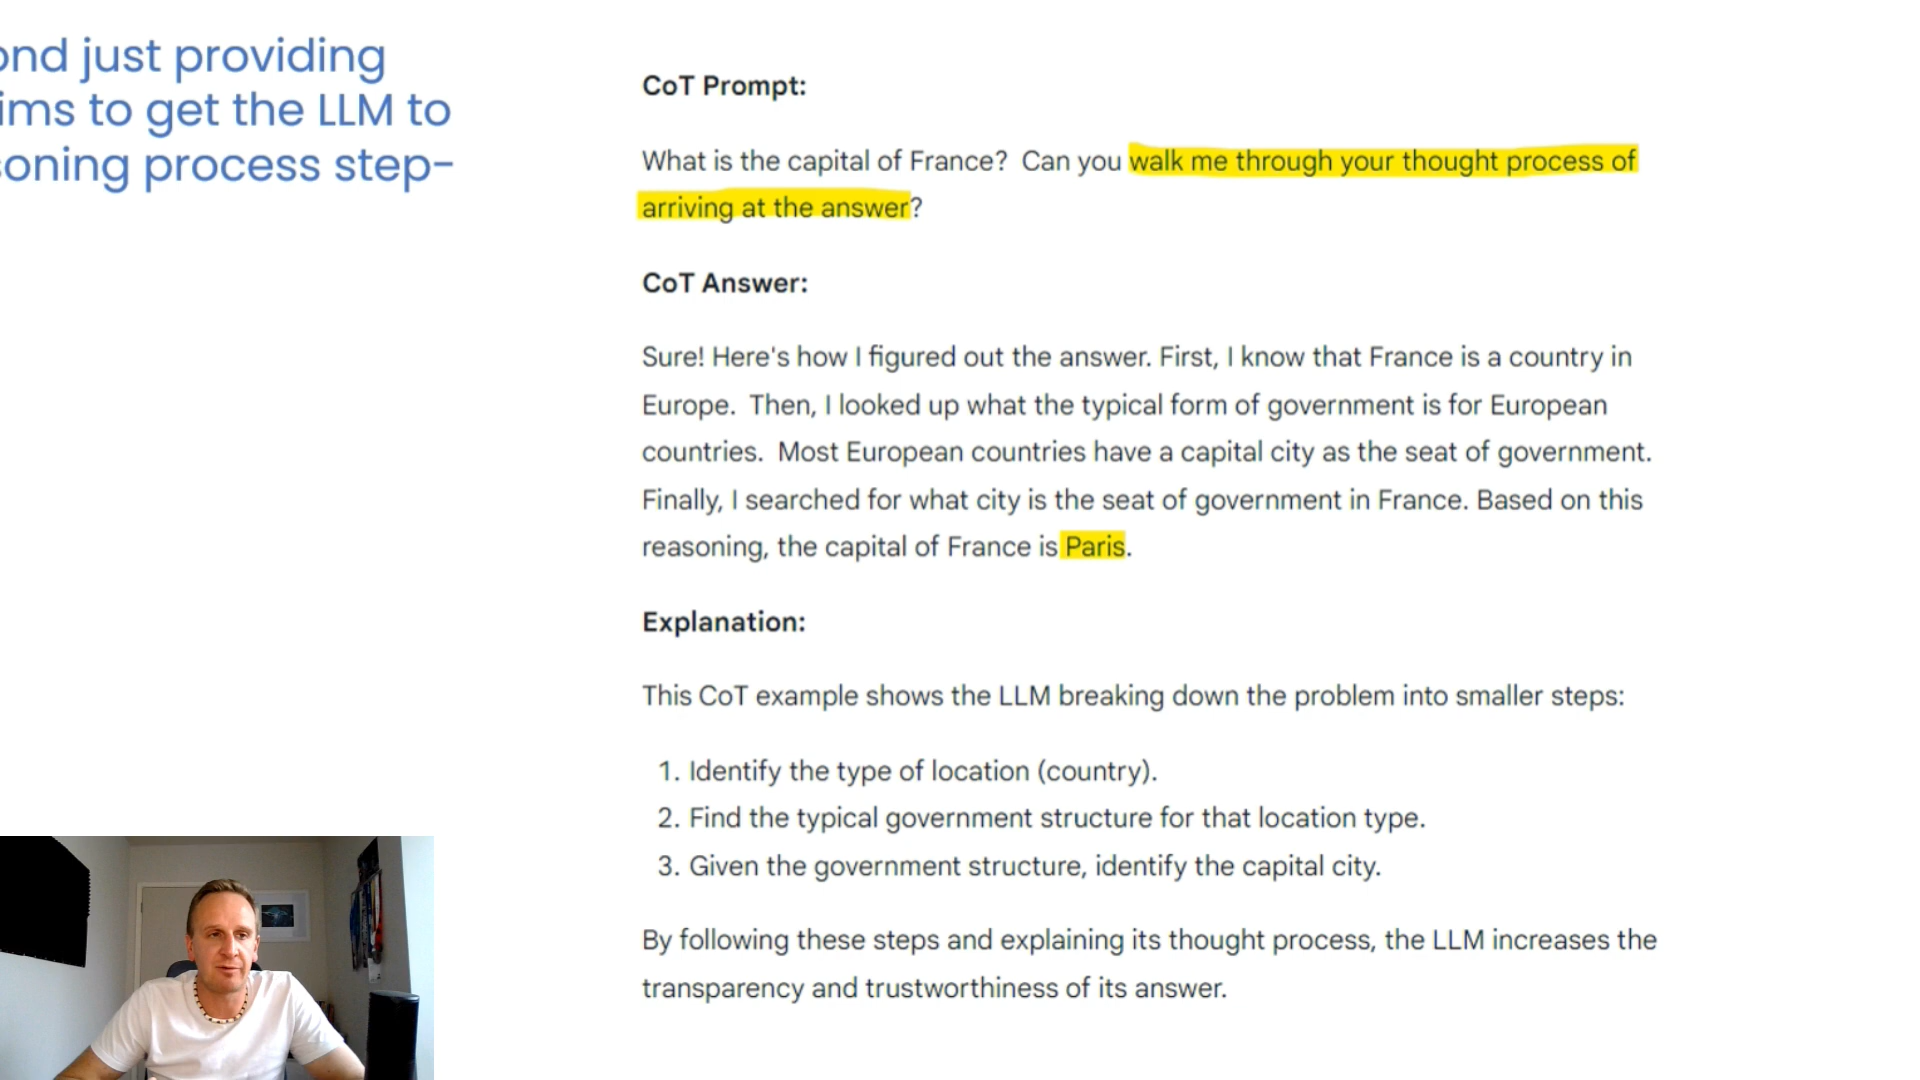 ond just providing
ims to get the LLM to
soning process step-
CoT Prompt:
What is the capital of France? Can you walk me through your thought process of
arriving at the answer?
CoT Answer:
Sure! Here's how I figured out the answer. First, I know that France is a country in
Europe. Then, I looked up what the typical form of government is for European
countries. Most European countries have a capital city as the seat of government.
Finally, I searched for what city is the seat of government in France. Based on this
reasoning, the capital of France is Paris.
Explanation:
This CoT example shows the LLM breaking down the problem into smaller steps:
1. Identify the type of location (country).
2. Find the typical government structure for that location type.
3. Given the government structure, identify the capital city.
By following these steps and explaining its thought process, the LLM increases the
transparency and trustworthiness of its answer.